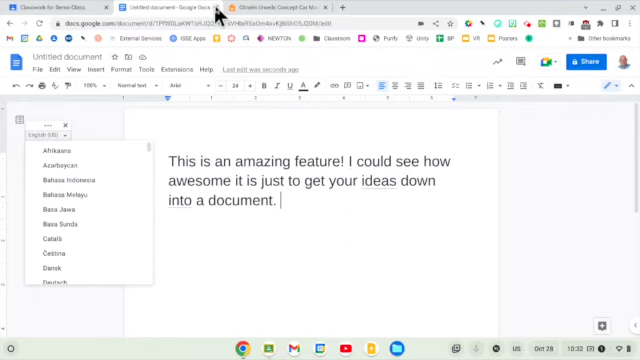 Classwork for Demo Class
Untitled document - Google Docs
Citroën Unveils Concept Car Ma
docs.google.com
Google Drive
External Services
ISSE Apps
NEWTON
Classroom
Purify
Unity
BP
VR
Posters
Other bookmarks
Untitled document
File Edit View Insert Format Tools Extensions Help
Last edit was seconds ago
Share
100%
Normal text
Arial
24
English (US)
Afrikaans
Azərbaycan
Bahasa Indonesia
Bahasa Melayu
Basa Jawa
Basa Sunda
Català
Čeština
Dansk
Deutsch
This is an amazing feature! I could see how
awesome it is just to get your ideas down
into a document.
US
Oct 28
10:32